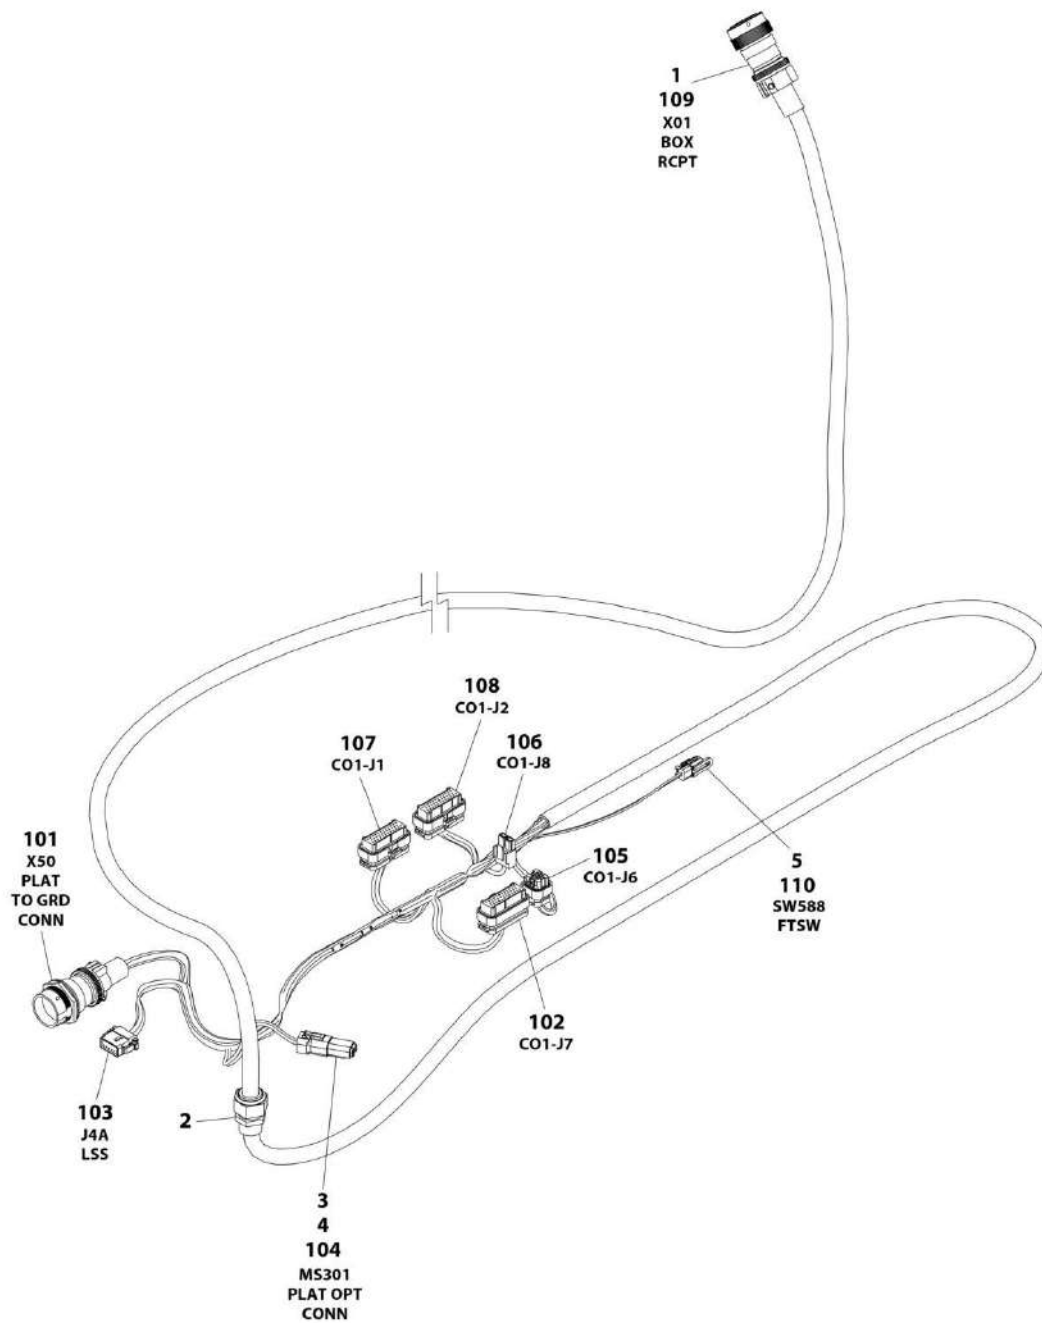 1
109
X01
BOX
RCPT
108
CO1-J2
107
CO1-J1
106
CO1-J8
101
X50
PLAT
TO GRD
CONN
105
CO1-J6
5
110
SW588
FTSW
102
CO1-J7
103
J4A
LSS
2
3
4
104
MS301
PLAT OPT
CONN